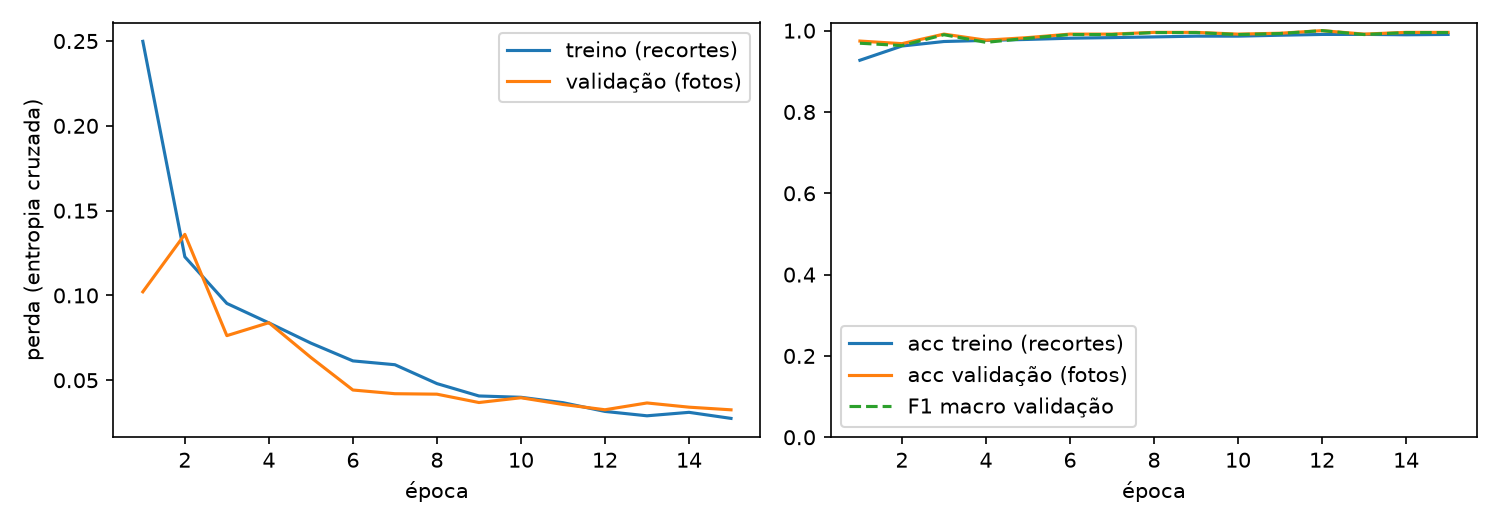 0.25
0.20
0.15
0.10
0.05
perda (entropia cruzada)
treino (recortes)
validação (fotos)
2 4 6 8 10 12 14
época
1.0
0.8
0.6
0.4
0.2
0.0
acc treino (recortes)
acc validação (fotos)
F1 macro validação
2 4 6 8 10 12 14
época